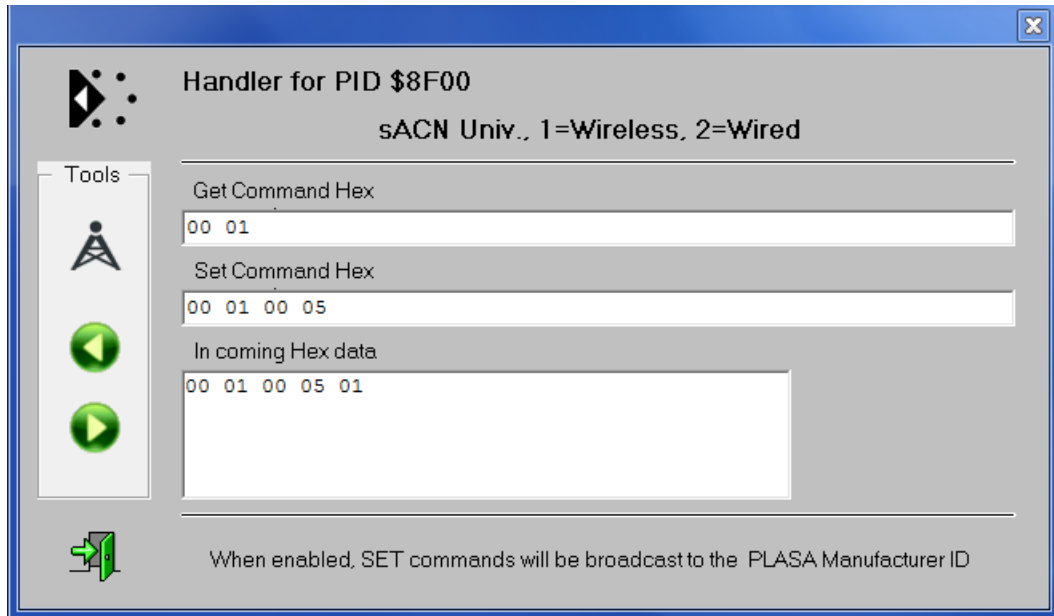 Handler for PID $8F00
sACN Univ., 1=Wireless, 2=Wired
Tools
Get Command Hex
00 01
Set Command Hex
00 01 00 05
In coming Hex data
00 01 00 05 01
When enabled, SET commands will be broadcast to the PLASA Manufacturer ID